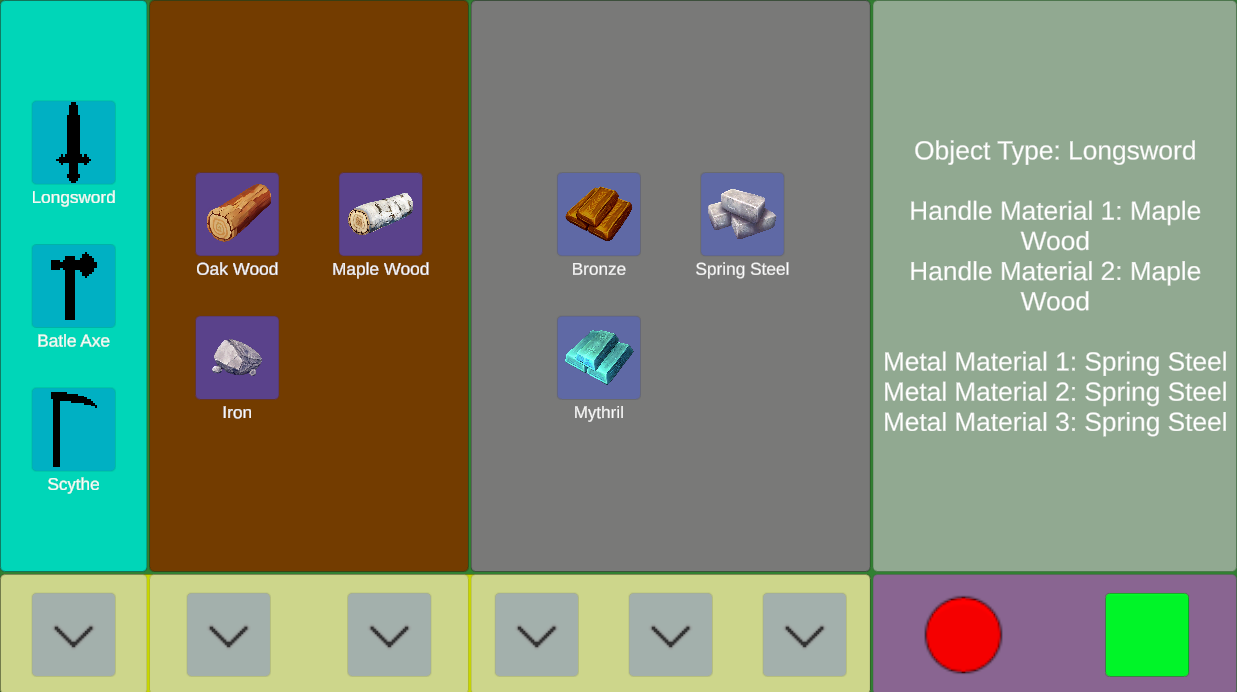 Longsword
Batle Axe
Scythe
Oak Wood
Maple Wood
Iron
Bronze
Spring Steel
Mythril
Object Type: Longsword
Handle Material 1: Maple
Wood
Handle Material 2: Maple
Wood
Metal Material 1: Spring Steel
Metal Material 2: Spring Steel
Metal Material 3: Spring Steel